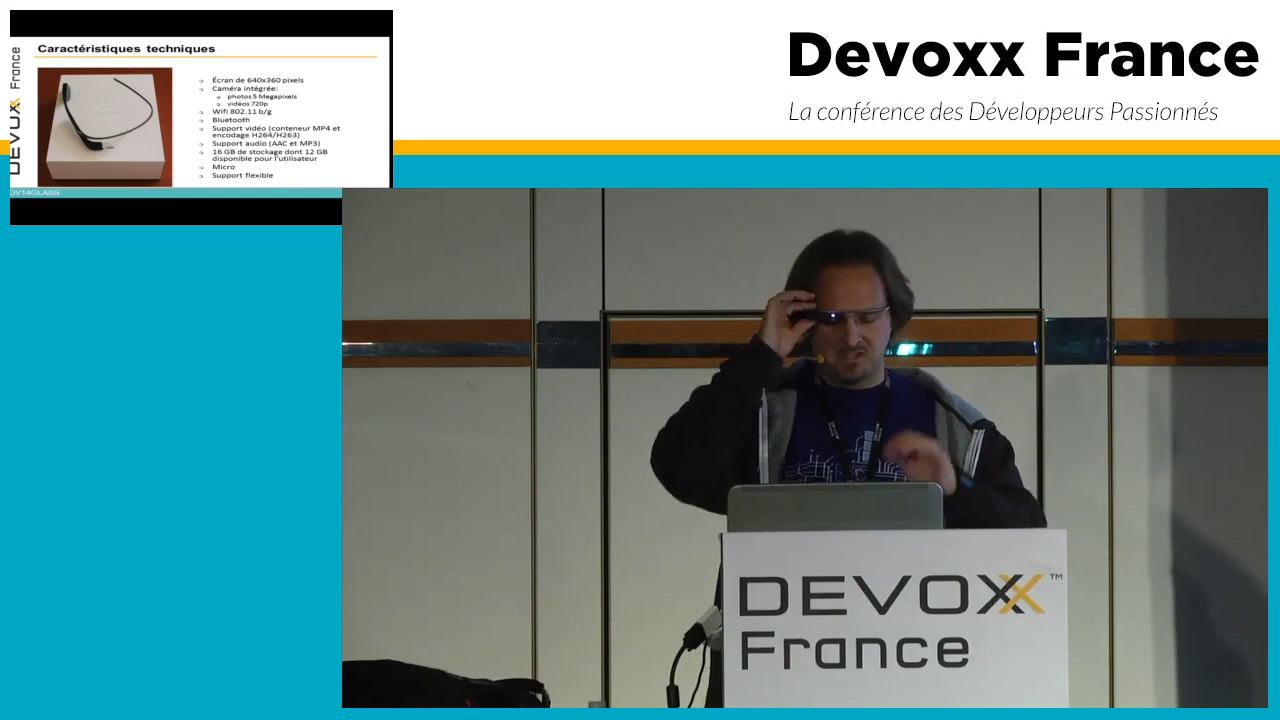 Caractéristiques techniques
Écran de 640x360 pixels
Caméra intégrée:
photos 5 Megapixels
vidéos 720p
Wifi 802.11 b/g
Bluetooth
Support vidéo (conteneur MP4 et
encodage H264/H263)
Support audio (AAC et MP3)
16 GB de stockage dont 12 GB
disponible pour l'utilisateur
Micro
Support flexible
DEVOXX France
DV14GLASS
Devoxx France
La conférence des Développeurs Passionnés
DEVOXX™
France